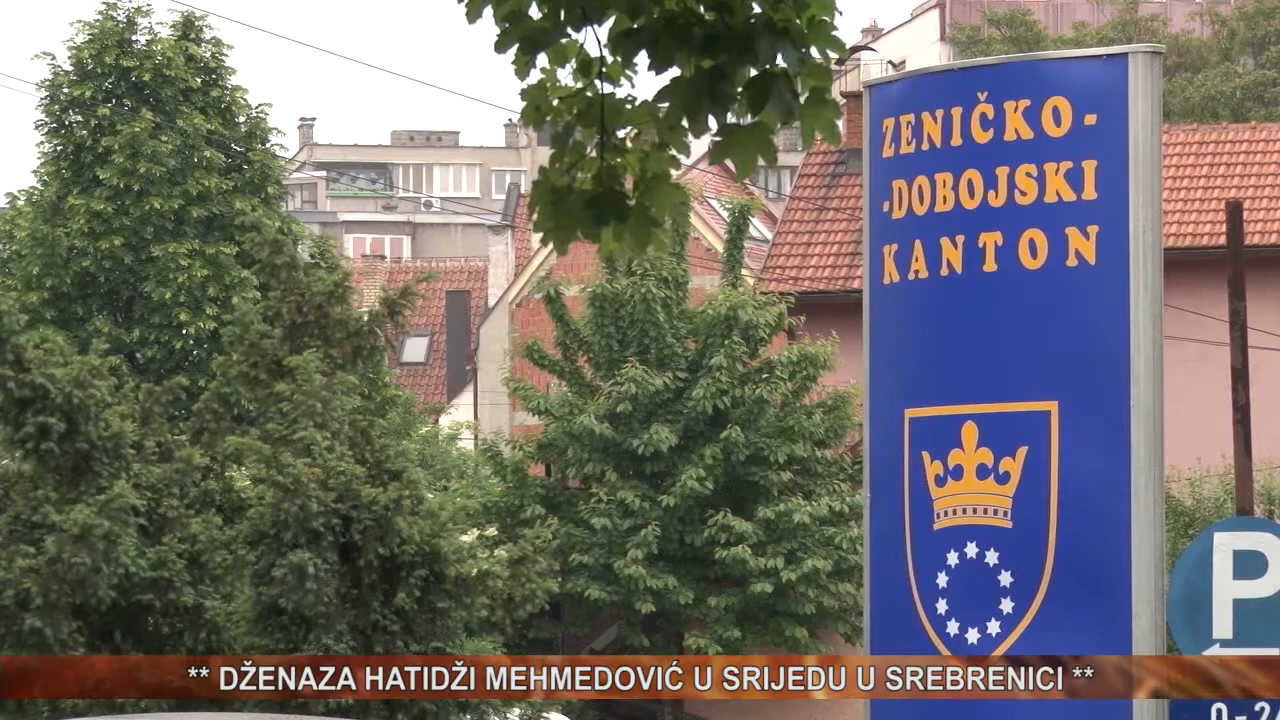 ZENIČKO-
-DOBOJSKI
KANTON
P
** DŽENAZA HATIDŽI MEHMEDOVIĆ U SRIJEDU U SREBRENICI **